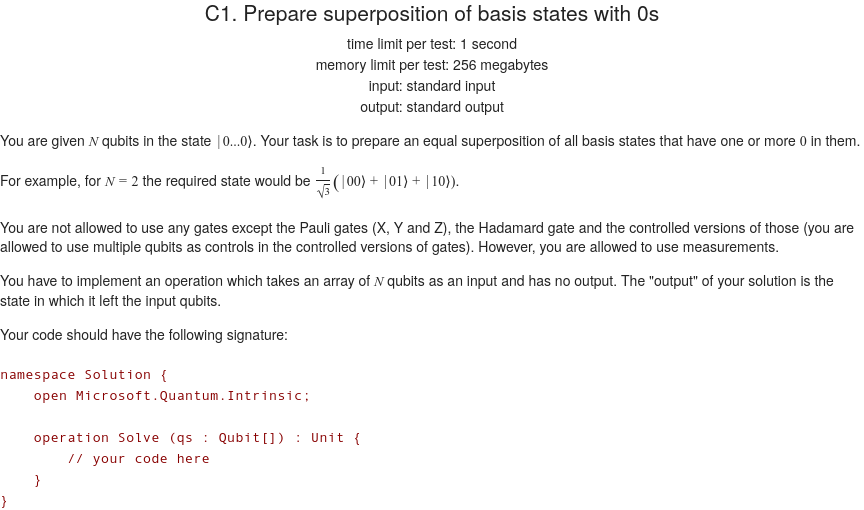 C1. Prepare superposition of basis states with 0s
time limit per test: 1 second
memory limit per test: 256 megabytes
input: standard input
output: standard output
You are given N qubits in the state |0...0⟩. Your task is to prepare an equal superposition of all basis states that have one or more 0 in them.
For example, for N = 2 the required state would be 1/√3(|00⟩ + |01⟩ + |10⟩).
You are not allowed to use any gates except the Pauli gates (X, Y and Z), the Hadamard gate and the controlled versions of those (you are
allowed to use multiple qubits as controls in the controlled versions of gates). However, you are allowed to use measurements.
You have to implement an operation which takes an array of N qubits as an input and has no output. The "output" of your solution is the
state in which it left the input qubits.
Your code should have the following signature:
namespace Solution {
    open Microsoft.Quantum.Intrinsic;
    operation Solve (qs : Qubit[]) : Unit {
        // your code here
    }
}